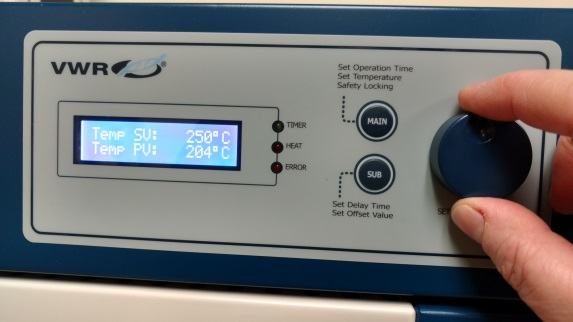 VWR
Set Operation Time
Set Temperature
Safety Locking
MAIN
Temp SV: 250°C
Temp PV: 204°C
TIMER
HEAT
ERROR
SUB
Set Delay Time
Set Offset Value